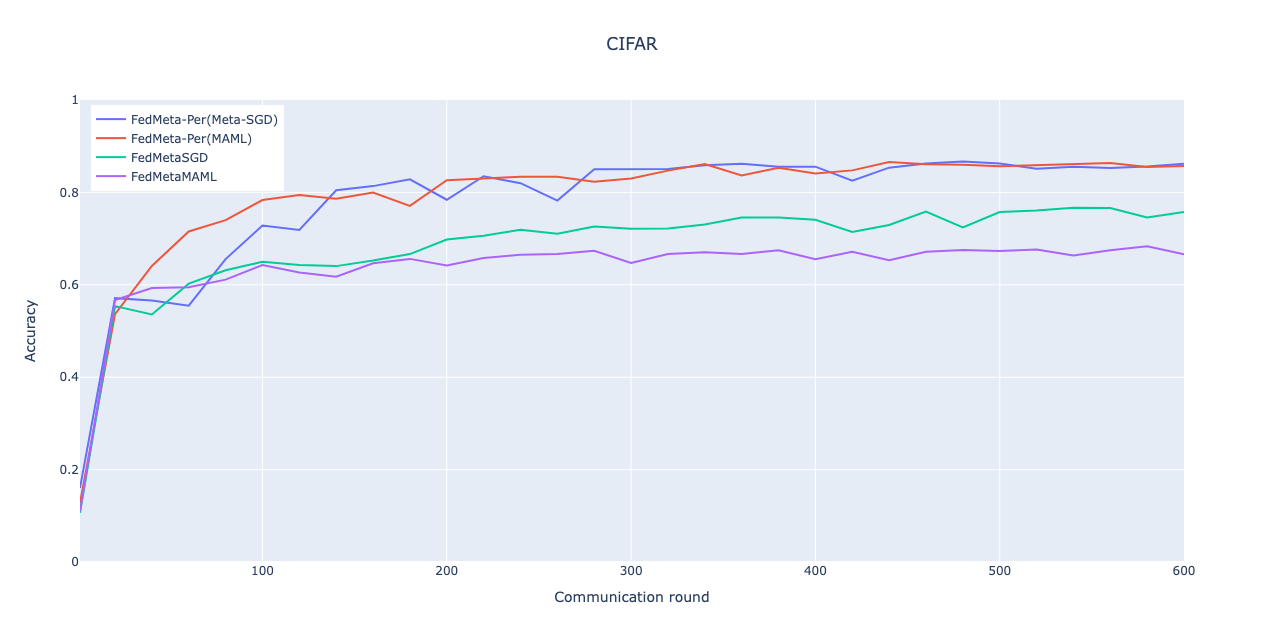 CIFAR
FedMeta-Per(Meta-SGD)
FedMeta-Per(MAML)
FedMetaSGD
FedMetaMAML
1
0.8
0.6
0.4
0.2
0
Accuracy
100 200 300 400 500 600
Communication round